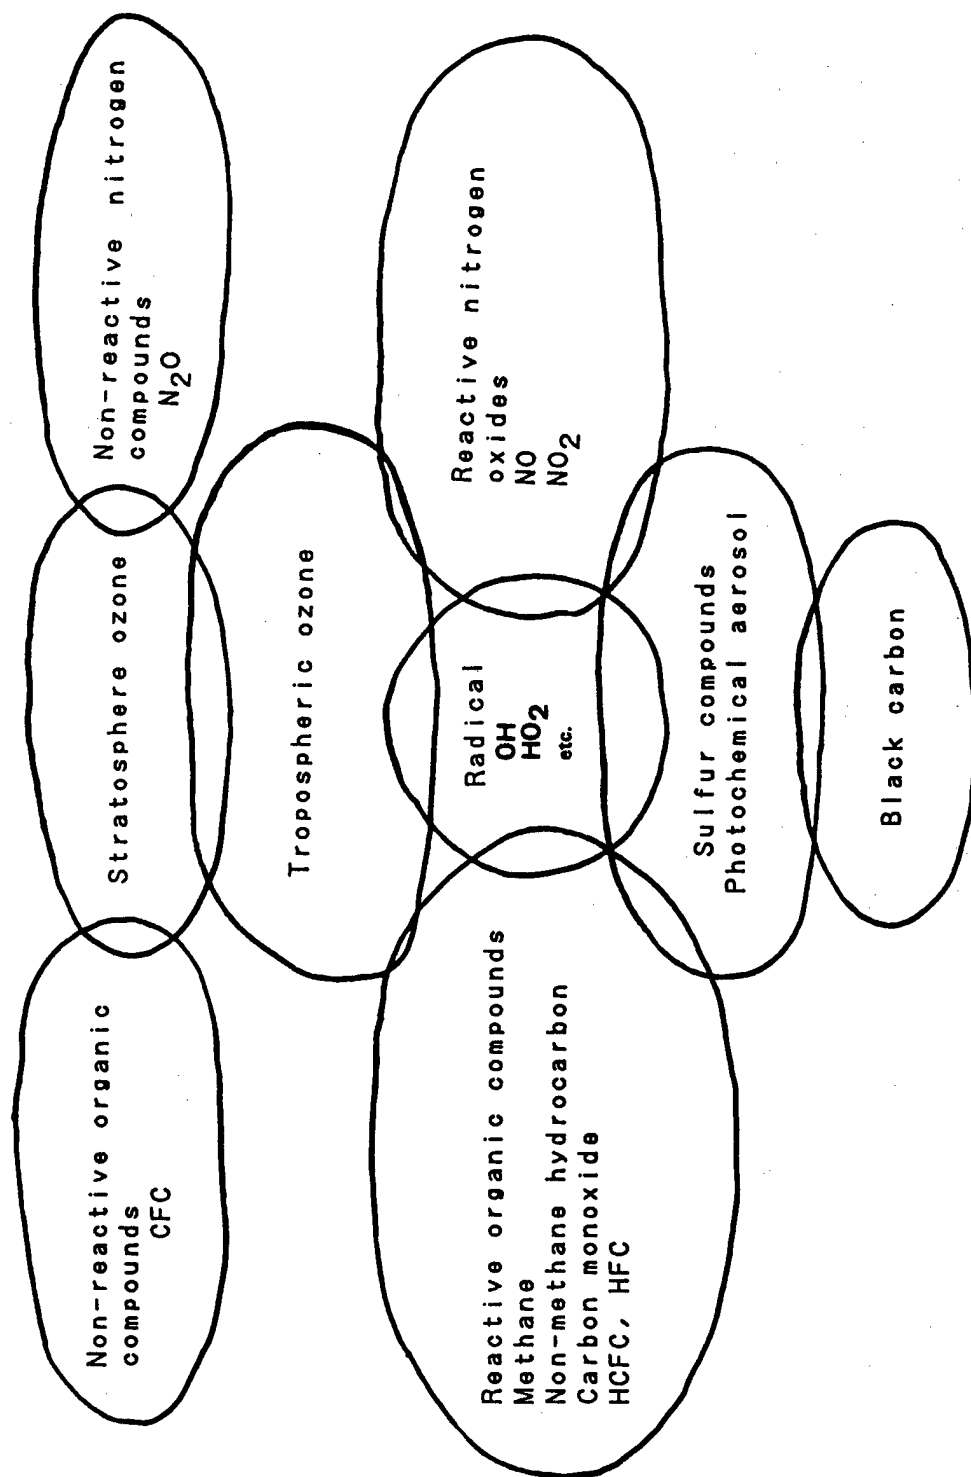 Non-reactive organic
compounds
CFC
Stratosphere ozone
Non-reactive nitrogen
compounds
N₂O
Tropospheric ozone
Reactive organic compounds
Methane
Non-methane hydrocarbon
Carbon monoxide
HCFC, HFC
Radical
OH
HO₂
etc.
Reactive nitrogen
oxides
NO
NO₂
Sulfur compounds
Photochemical aerosol
Black carbon